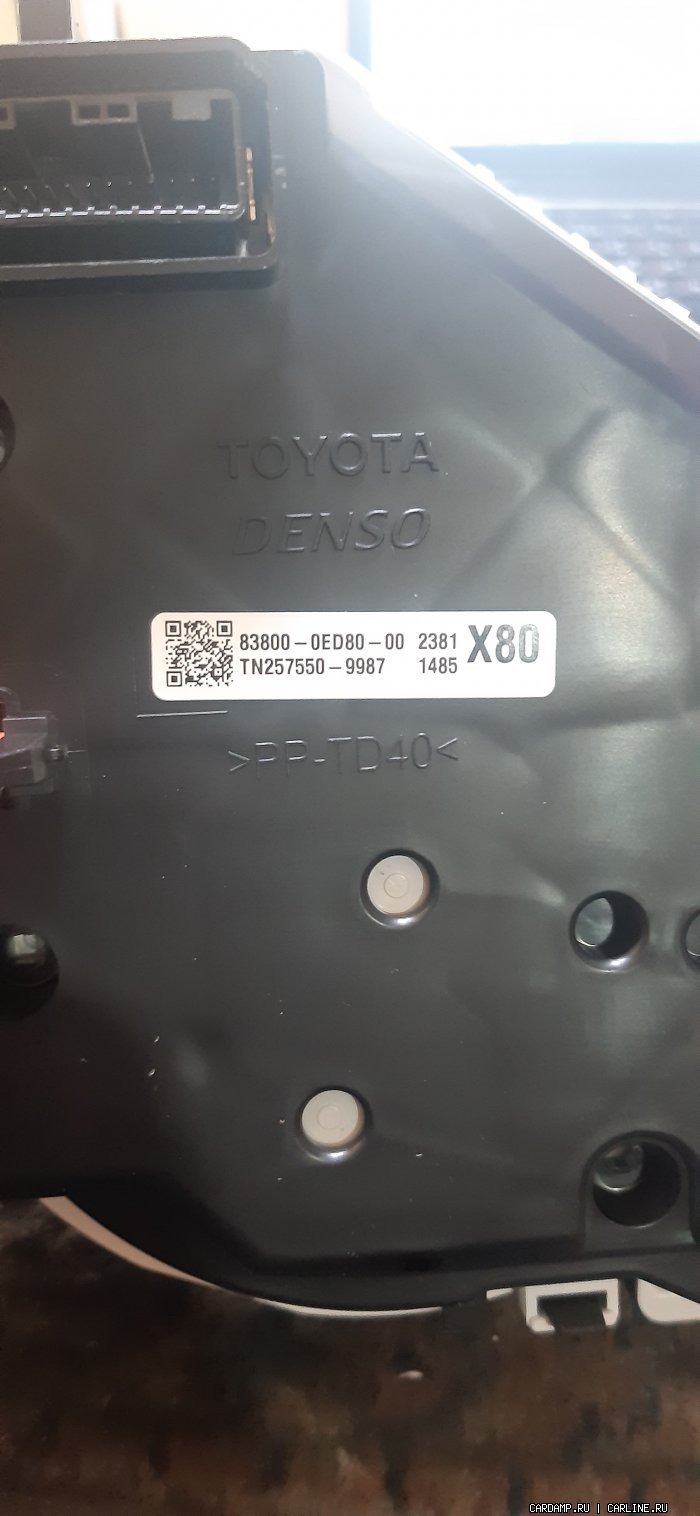 TOYOTA
DENSO
83800-0ED80-00 2381 X80
TN257550-9987 1485
>PP-TD40<
CARDAMP.RU | CARLINE.RU